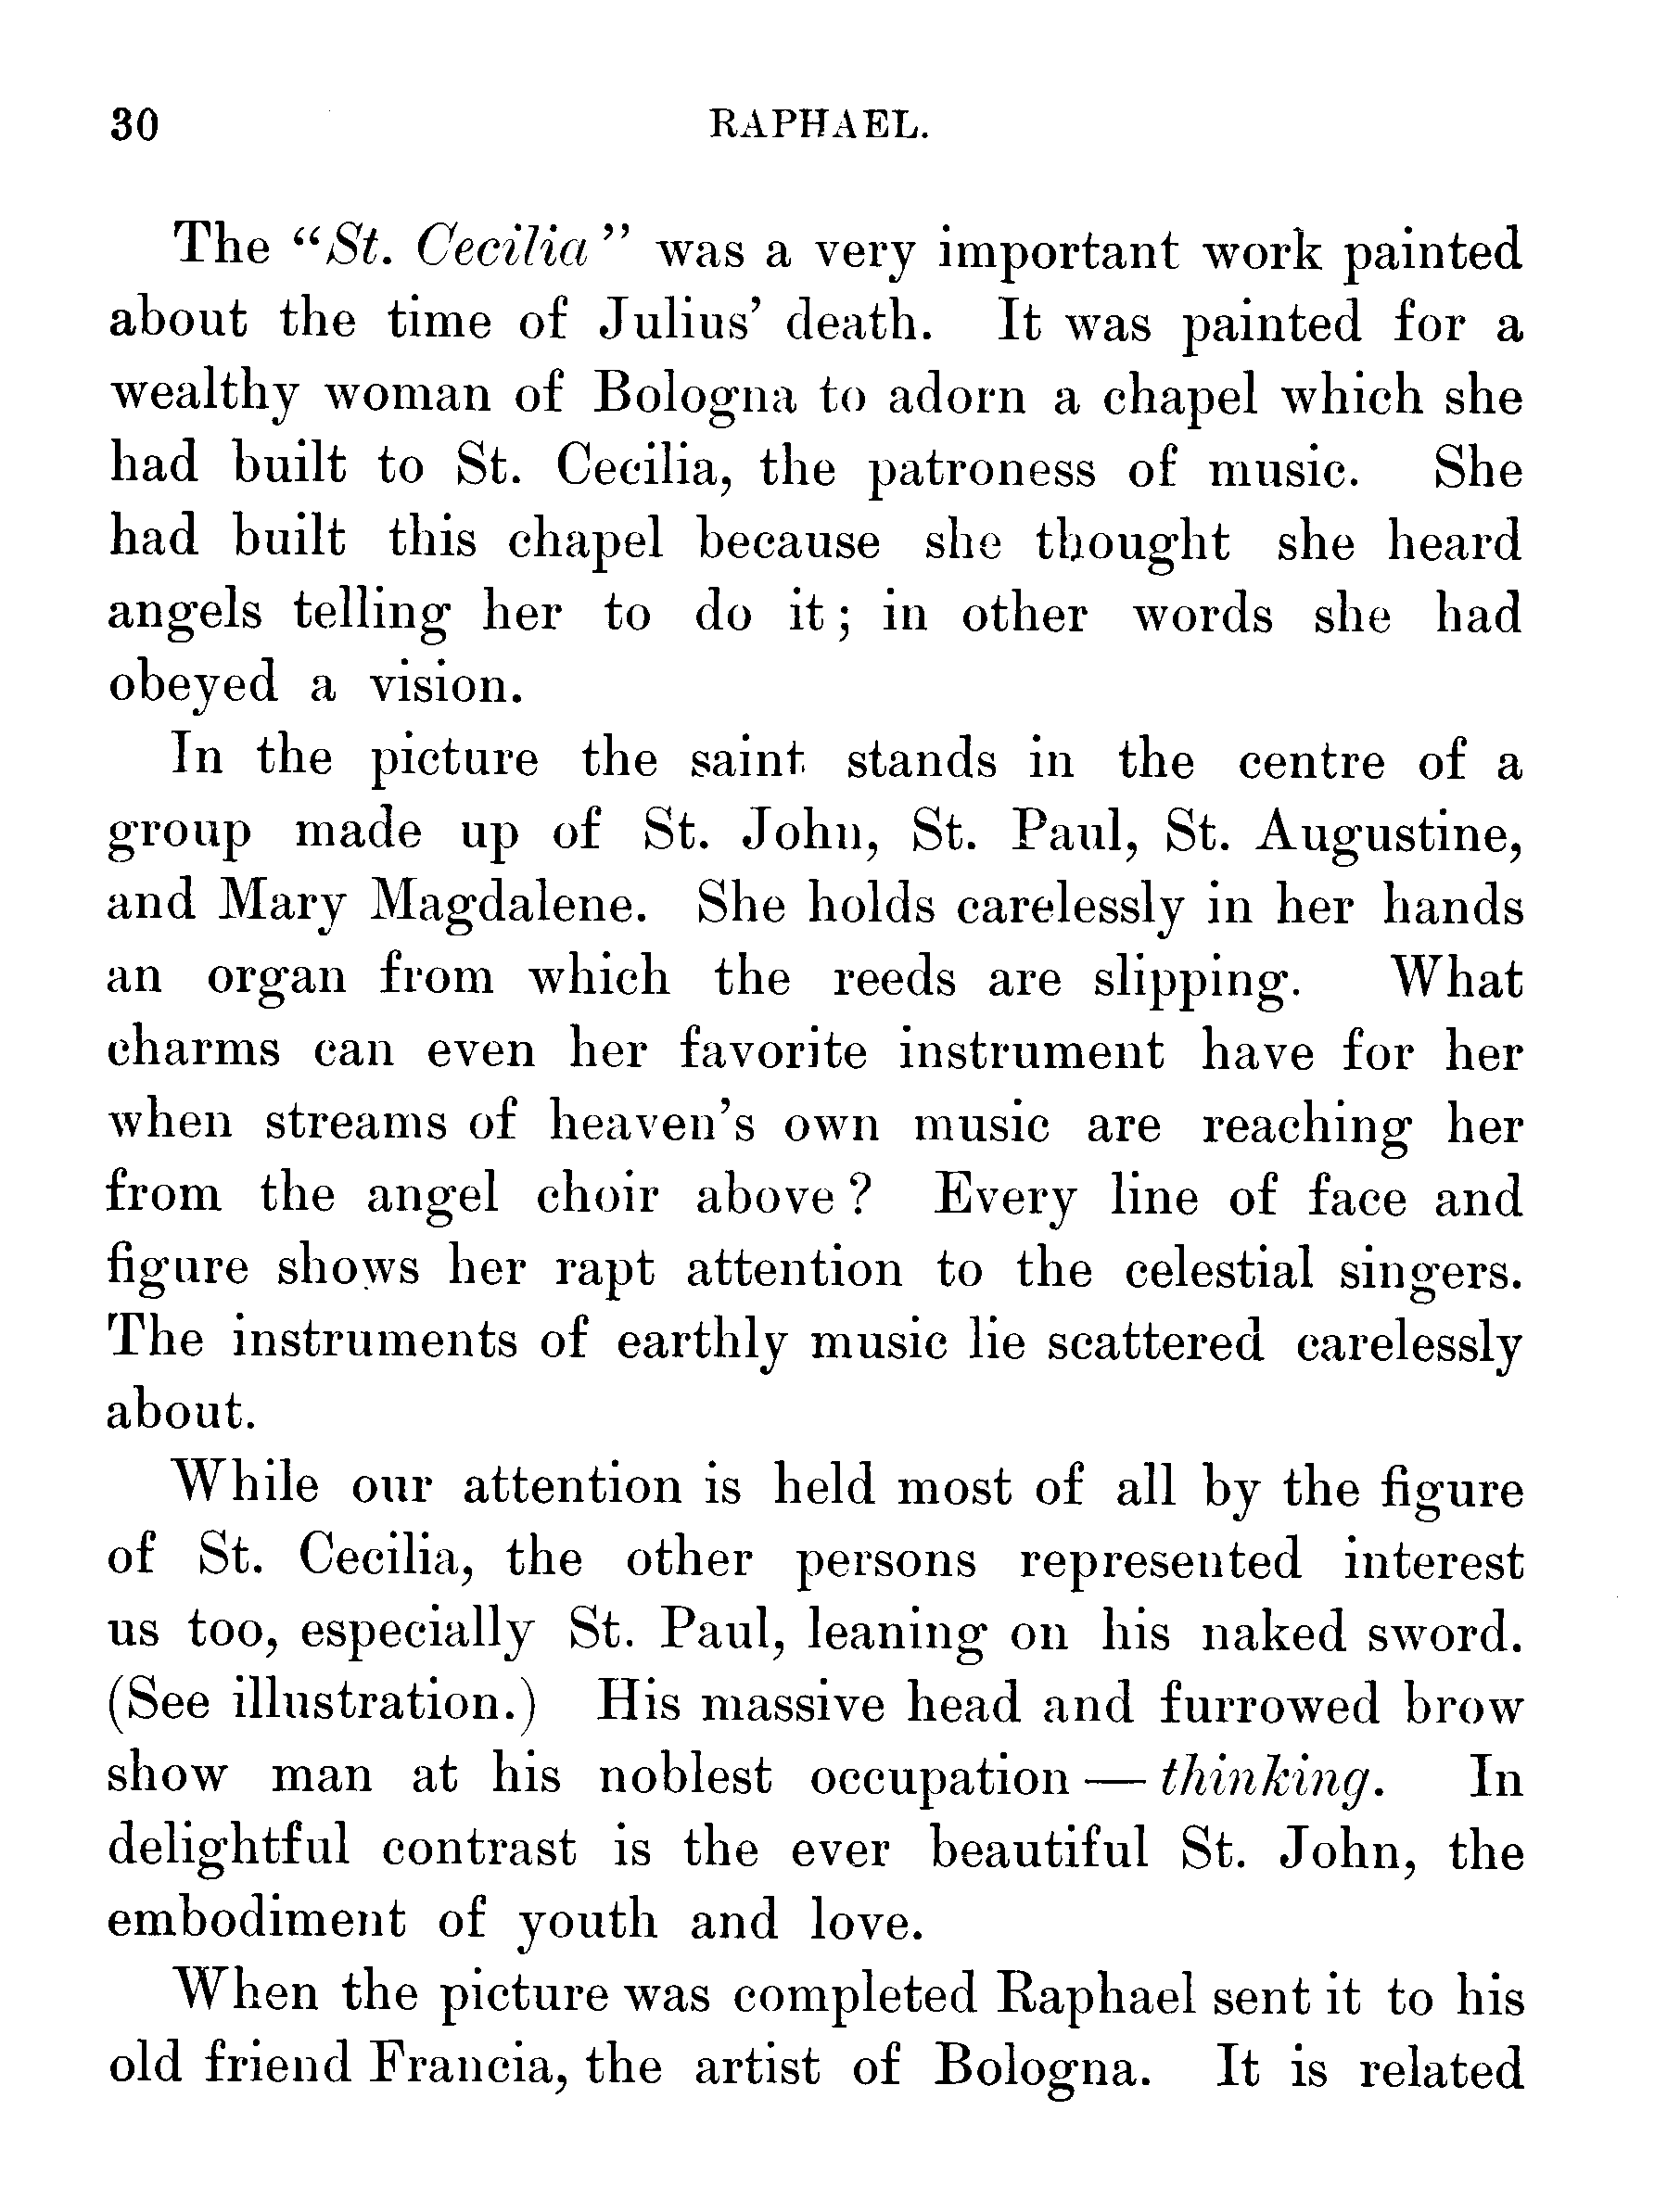 30 RAPHAEL.
The "St. Cecilia" was a very important work painted
about the time of Julius' death. It was painted for a
wealthy woman of Bologna to adorn a chapel which she
had built to St. Cecilia, the patroness of music. She
had built this chapel because she thought she heard
angels telling her to do it; in other words she had
obeyed a vision.
In the picture the saint stands in the centre of a
group made up of St. John, St. Paul, St. Augustine,
and Mary Magdalene. She holds carelessly in her hands
an organ from which the reeds are slipping. What
charms can even her favorite instrument have for her
when streams of heaven's own music are reaching her
from the angel choir above? Every line of face and
figure shows her rapt attention to the celestial singers.
The instruments of earthly music lie scattered carelessly
about.
While our attention is held most of all by the figure
of St. Cecilia, the other persons represented interest
us too, especially St. Paul, leaning on his naked sword.
(See illustration.) His massive head and furrowed brow
show man at his noblest occupation — thinking. In
delightful contrast is the ever beautiful St. John, the
embodiment of youth and love.
When the picture was completed Raphael sent it to his
old friend Francia, the artist of Bologna. It is related